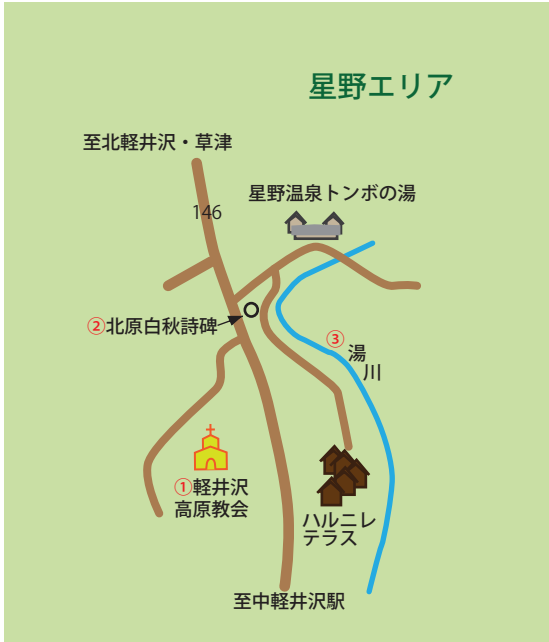 星野エリア
至北軽井沢・草津
146
星野温泉トンボの湯
②北原白秋詩碑
③
湯
川
①軽井沢
高原教会
ハルニレ
テラス
至中軽井沢駅